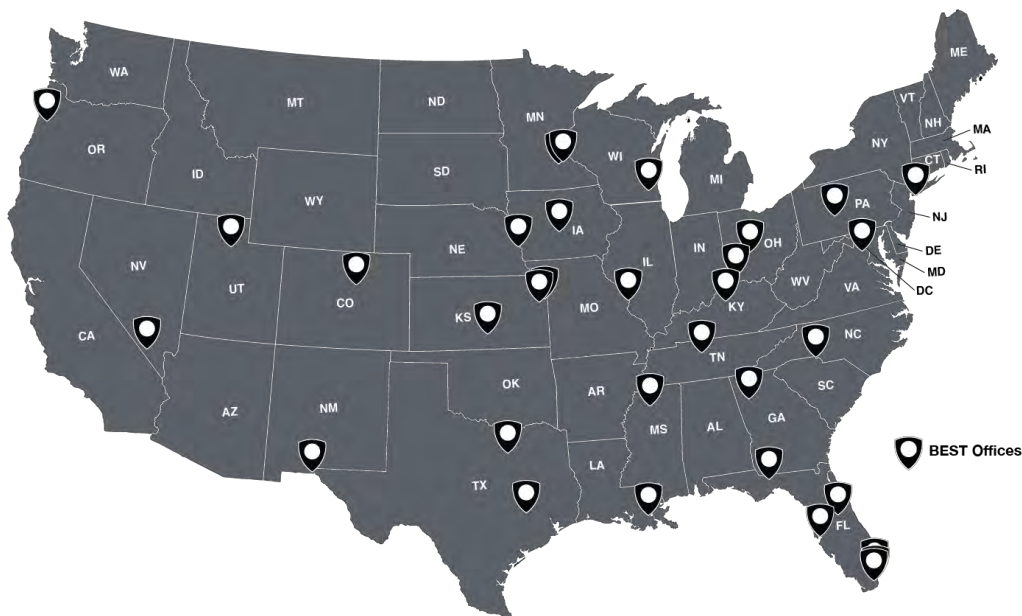 ME
WA
VT
MT
ND
MN
NH
MA
NY
OR
WI
CT
RI
ID
SD
MI
WY
PA
NJ
IA
OH
NE
IN
DE
NV
IL
MD
UT
WV
DC
CO
VA
KY
MO
KS
CA
NC
TN
OK
SC
AR
NM
AZ
GA
AL
MS
BEST Offices
LA
TX
FL